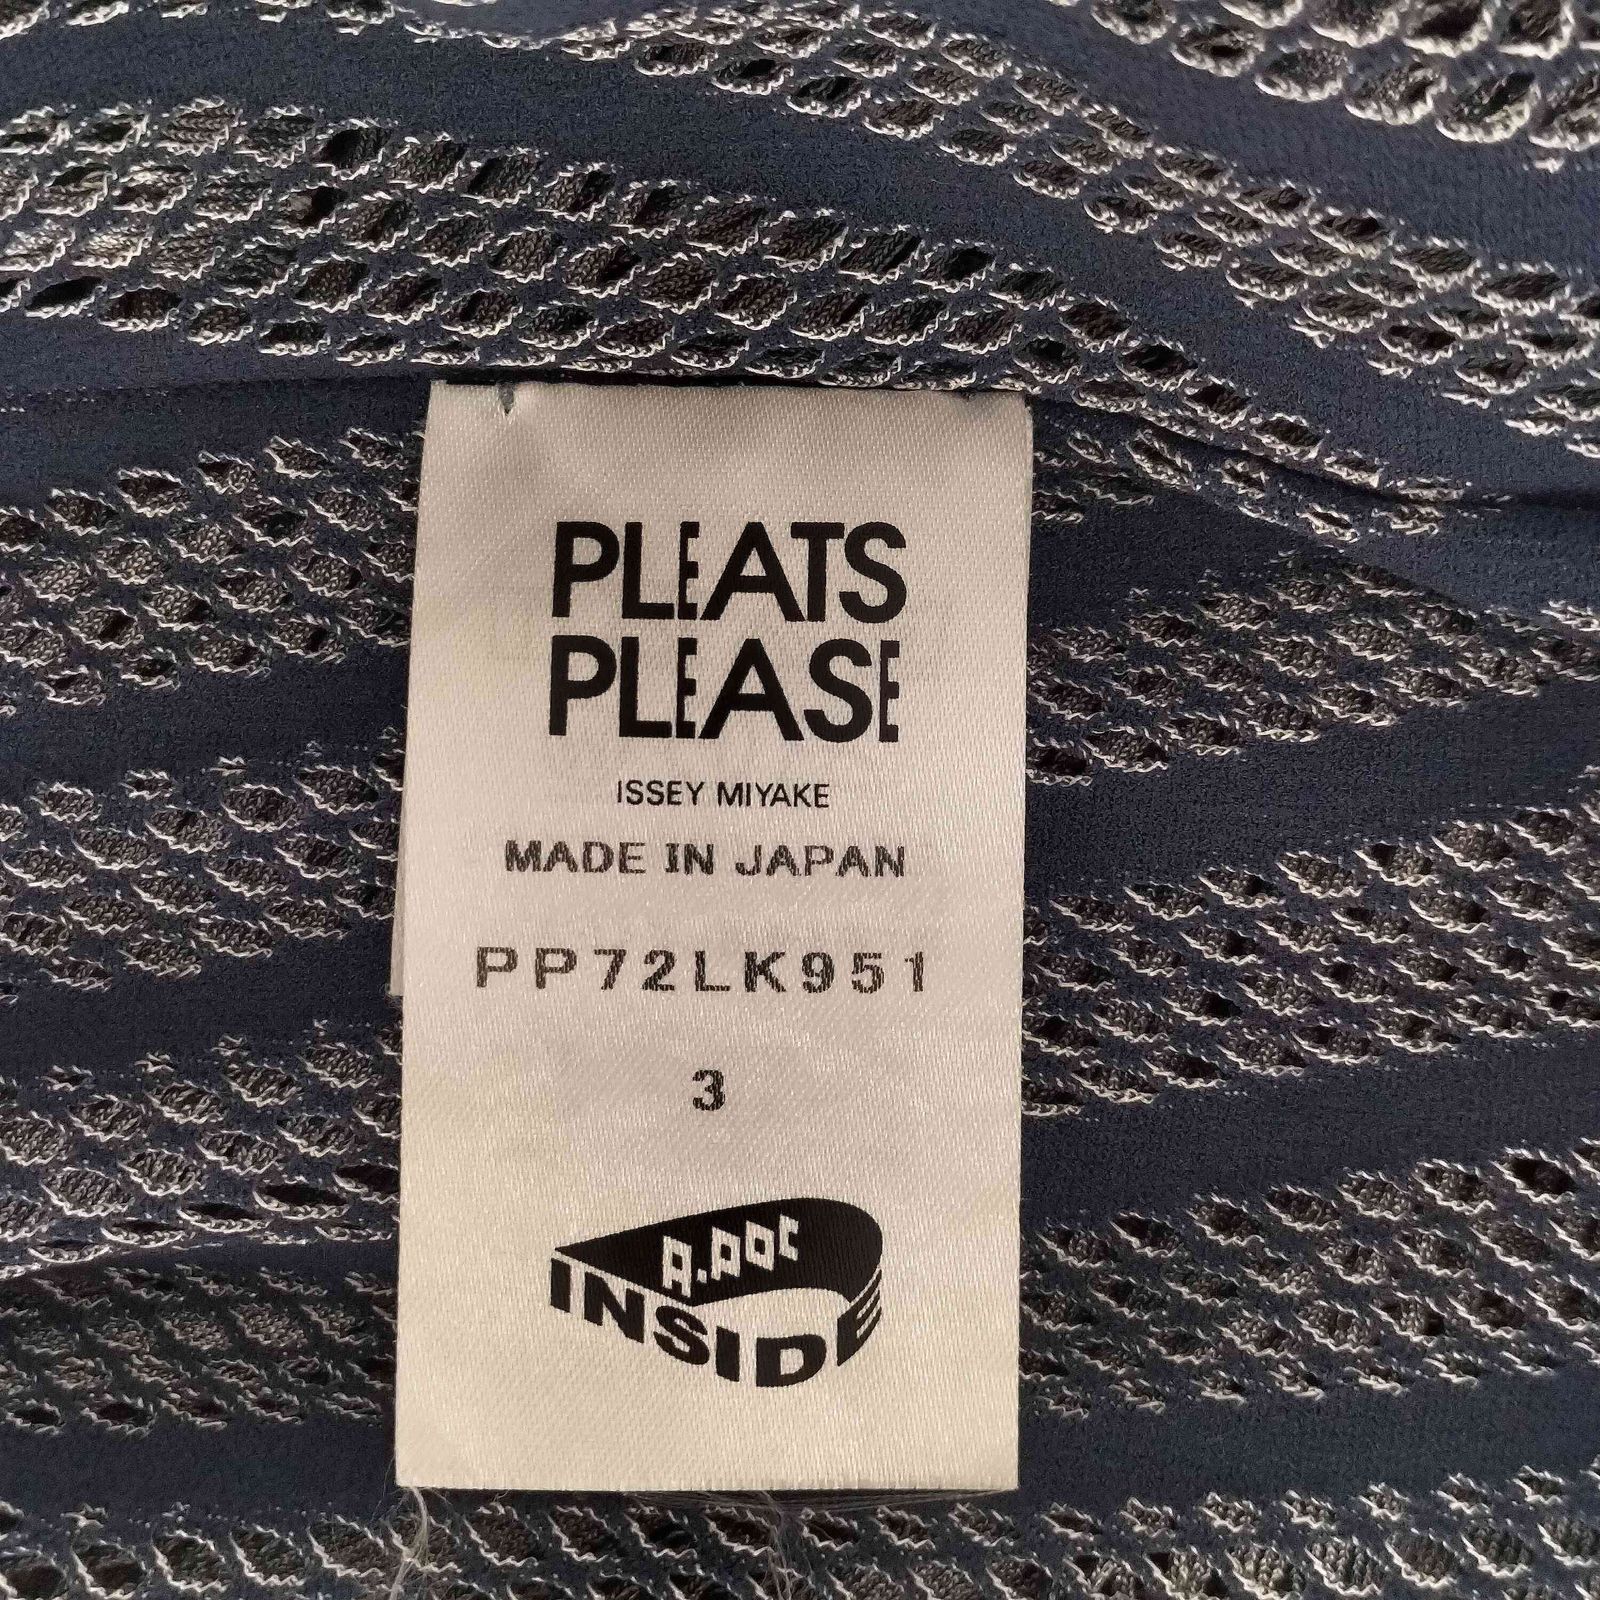 PLEATS
PLEASE
ISSEY MIYAKE
MADE IN JAPAN
PP72LK951
3
A.POC
INSIDE